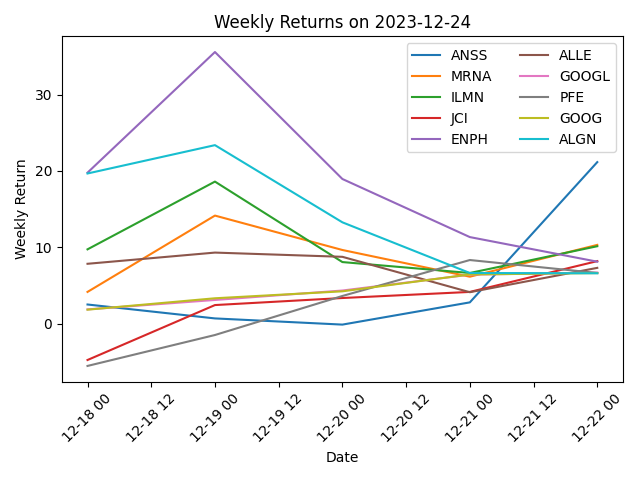 Weekly Returns on 2023-12-24
ANSS
MRNA
ILMN
JCI
ENPH
ALLE
GOOGL
PFE
GOOG
ALGN
Weekly Return
30
20
10
0
12-18 00
12-18 12
12-19 00
12-19 12
12-20 00
12-20 12
12-21 00
12-21 12
12-22 00
Date